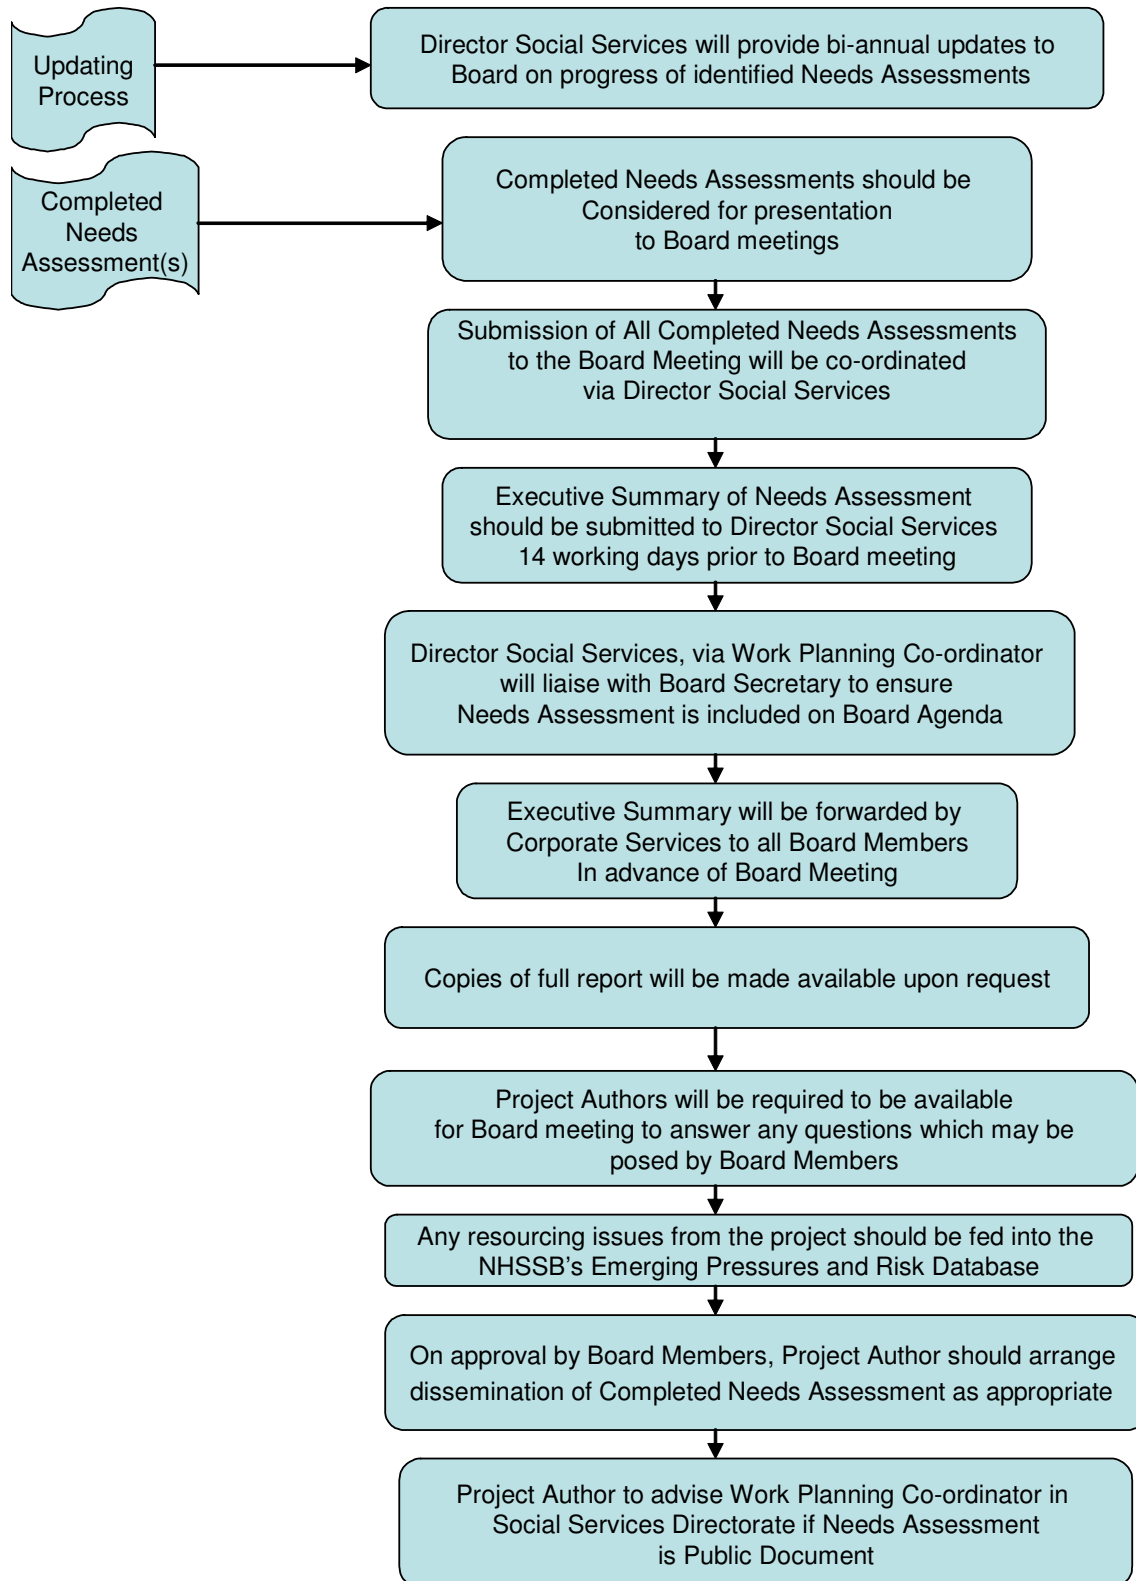 Updating
Process
Director Social Services will provide bi-annual updates to
Board on progress of identified Needs Assessments
Completed
Needs
Assessment(s)
Completed Needs Assessments should be
Considered for presentation
to Board meetings
Submission of All Completed Needs Assessments
to the Board Meeting will be co-ordinated
via Director Social Services
Executive Summary of Needs Assessment
should be submitted to Director Social Services
14 working days prior to Board meeting
Director Social Services, via Work Planning Co-ordinator
will liaise with Board Secretary to ensure
Needs Assessment is included on Board Agenda
Executive Summary will be forwarded by
Corporate Services to all Board Members
In advance of Board Meeting
Copies of full report will be made available upon request
Project Authors will be required to be available
for Board meeting to answer any questions which may be
posed by Board Members
Any resourcing issues from the project should be fed into the
NHSSB's Emerging Pressures and Risk Database
On approval by Board Members, Project Author should arrange
dissemination of Completed Needs Assessment as appropriate
Project Author to advise Work Planning Co-ordinator in
Social Services Directorate if Needs Assessment
is Public Document